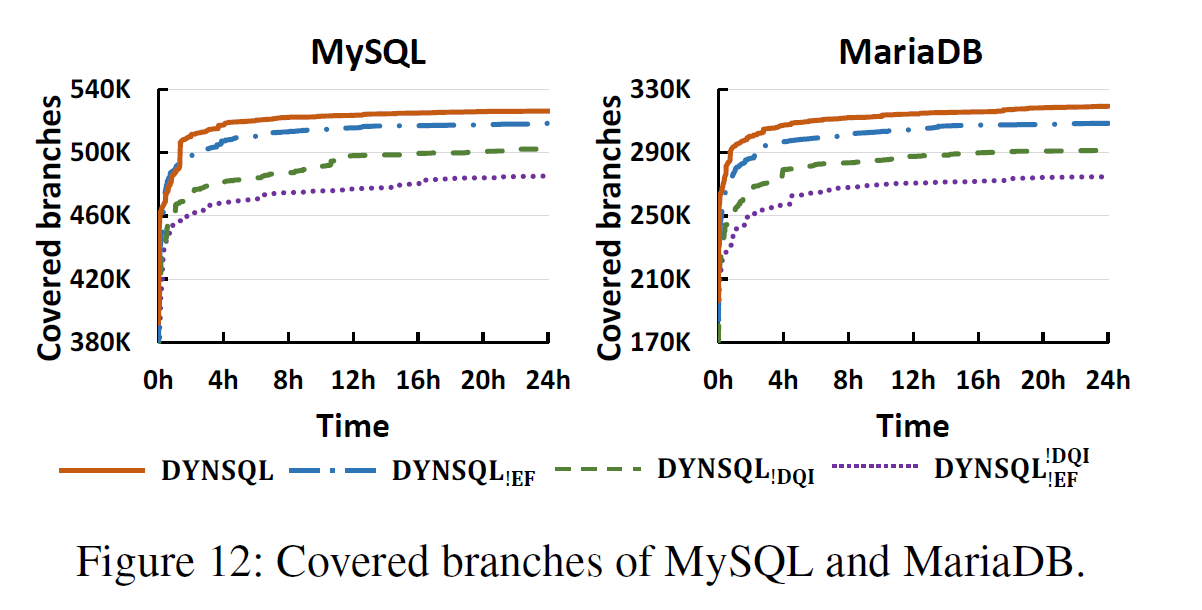 MySQL
Covered branches
540K
500K
460K
420K
380K
0h 4h 8h 12h 16h 20h 24h
Time
MariaDB
Covered branches
330K
290K
250K
210K
170K
0h 4h 8h 12h 16h 20h 24h
Time
DYNSQL DYNSQL!EF DYNSQL!DQI DYNSQL!DQI!EF
Figure 12: Covered branches of MySQL and MariaDB.